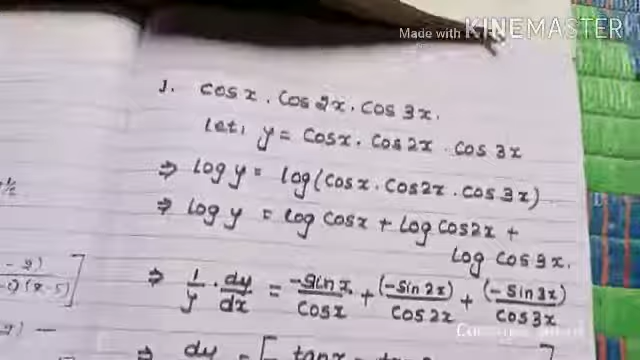 Made with KINEMASTER
1. cos x . cos 2x . cos 3x.
Let, y = cos x . cos 2x . cos 3x
⇒ log y = log (cos x . cos 2x . cos 3x)
⇒ log y = log cos x + log cos 2x +
log cos 3x.
⇒ 1/y . dy/dx = -sin x/cos x + (-sin 2x)/cos 2x + (-sin 3x)/cos 3x
⇒ dy = [ tan x -